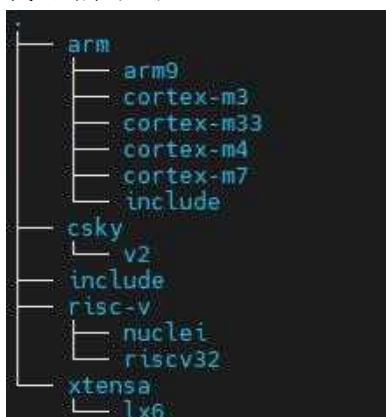 .
arm
arm9
cortex-m3
cortex-m33
cortex-m4
cortex-m7
include
csky
v2
include
risc-v
nuclei
riscv32
xtensa
lx6